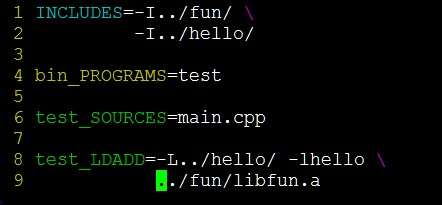 1 INCLUDES=-I../fun/ \
2          -I../hello/
3
4 bin_PROGRAMS=test
5
6 test_SOURCES=main.cpp
7
8 test_LDADD=-L../hello/ -lhello \
9            ../fun/libfun.a